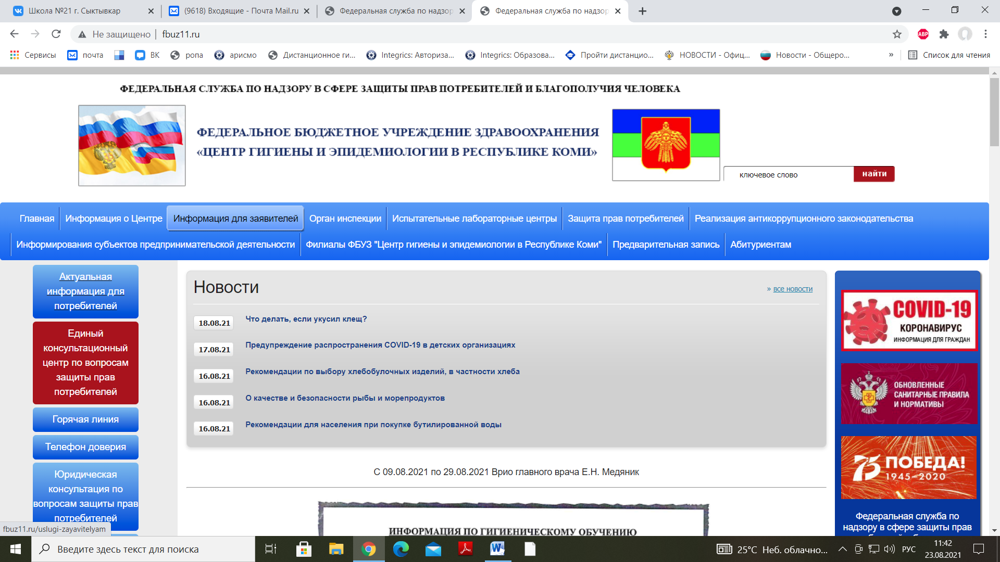 Школа №21 г. Сыктывкар
(9618) Входящие - Почта Mail.ru
Федеральная служба по надзор
Федеральная служба по надзор
Не защищено
fbuz11.ru
ABP
Сервисы
почта
ВК
ропа
арисмо
Дистанционное ги...
Integrics: Авториза...
Integrics: Образова...
Пройти дистанцио...
НОВОСТИ - Офиц...
Новости - Общеро...
»
Список для чтения
ФЕДЕРАЛЬНАЯ СЛУЖБА ПО НАДЗОРУ В СФЕРЕ ЗАЩИТЫ ПРАВ ПОТРЕБИТЕЛЕЙ И БЛАГОПОЛУЧИЯ ЧЕЛОВЕКА
ФЕДЕРАЛЬНОЕ БЮДЖЕТНОЕ УЧРЕЖДЕНИЕ ЗДРАВООХРАНЕНИЯ
«ЦЕНТР ГИГИЕНЫ И ЭПИДЕМИОЛОГИИ В РЕСПУБЛИКЕ КОМИ»
ключевое слово
найти
Главная
Информация о Центре
Информация для заявителей
Орган инспекции
Испытательные лабораторные центры
Защита прав потребителей
Реализация антикоррупционного законодательства
Информирования субъектов предпринимательской деятельности
Филиалы ФБУЗ "Центр гигиены и эпидемиологии в Республике Коми"
Предварительная запись
Абитуриентам
Актуальная
информация для
потребителей
Единый
консультационный
центр по вопросам
защиты прав
потребителей
Горячая линия
Телефон доверия
Юридическая
консультация по
вопросам защиты прав
потребителей
Новости
» все новости
18.08.21
Что делать, если укусил клещ?
17.08.21
Предупреждение распространения COVID-19 в детских организациях
16.08.21
Рекомендации по выбору хлебобулочных изделий, в частности хлеба
16.08.21
О качестве и безопасности рыбы и морепродуктов
16.08.21
Рекомендации для населения при покупке бутилированной воды
С 09.08.2021 по 29.08.2021 Врио главного врача Е.Н. Медяник
ИНФОРМАЦИЯ ПО ГИГИЕНИЧЕСКОМУ ОБУЧЕНИЮ
COVID-19
КОРОНАВИРУС
ИНФОРМАЦИЯ ДЛЯ ГРАЖДАН
ОБНОВЛЕННЫЕ
САНИТАРНЫЕ ПРАВИЛА
И НОРМАТИВЫ
75 ПОБЕДА!
1945–2020
Федеральная служба по
надзору в сфере защиты прав
fbuz11.ru/uslugi-zayavitelyam
Введите здесь текст для поиска
25°C Неб. облачно...
РУС
11:42
23.08.2021